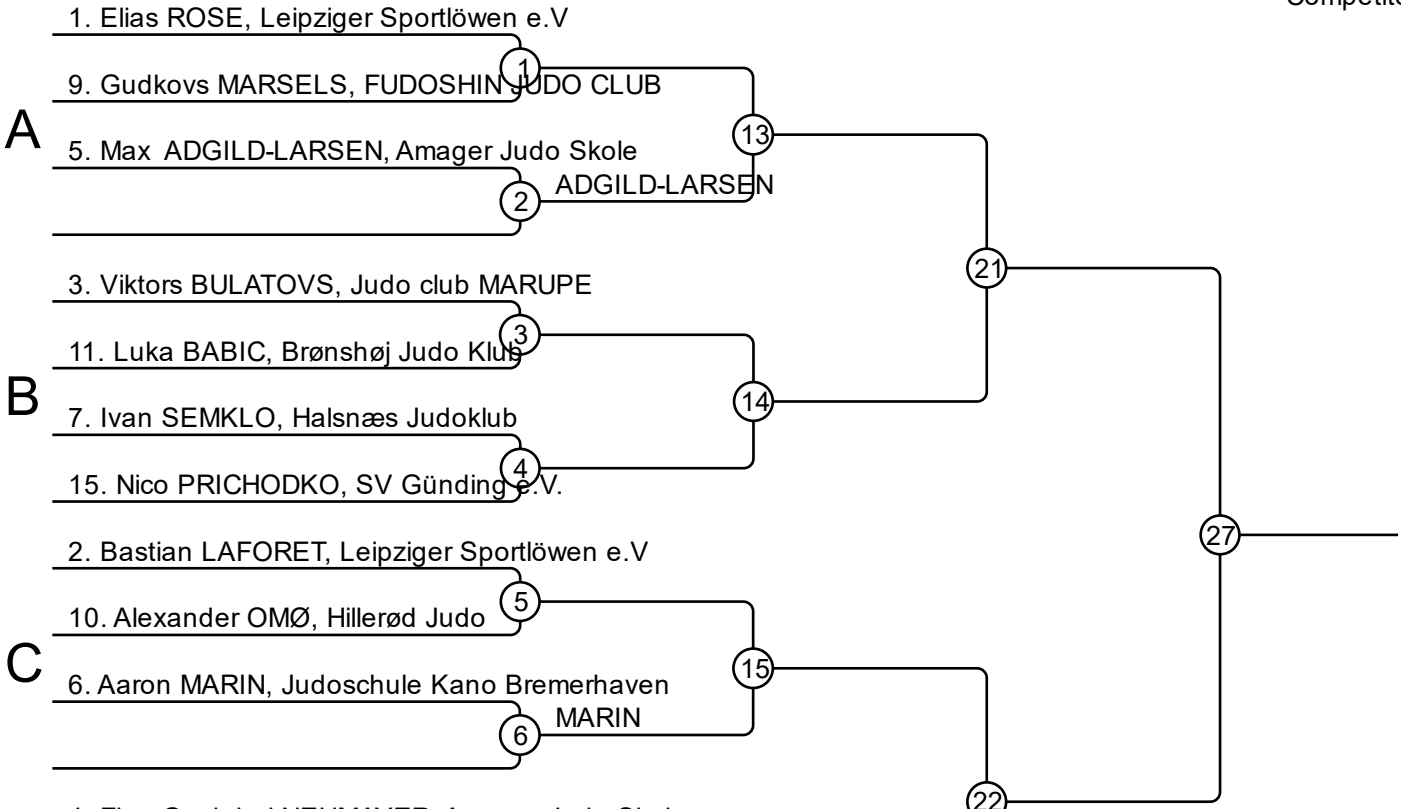 Competito
1. Elias ROSE, Leipziger Sportlöwen e.V
1
9. Gudkovs MARSELS, FUDOSHIN JUDO CLUB
A
13
5. Max ADGILD-LARSEN, Amager Judo Skole
ADGILD-LARSEN
2
21
3. Viktors BULATOVS, Judo club MARUPE
3
11. Luka BABIC, Brønshøj Judo Klub
B
14
7. Ivan SEMKLO, Halsnæs Judoklub
4
15. Nico PRICHODKO, SV Günding e.V.
27
2. Bastian LAFORET, Leipziger Sportlöwen e.V
5
10. Alexander OMØ, Hillerød Judo
C
15
6. Aaron MARIN, Judoschule Kano Bremerhaven
MARIN
6
22